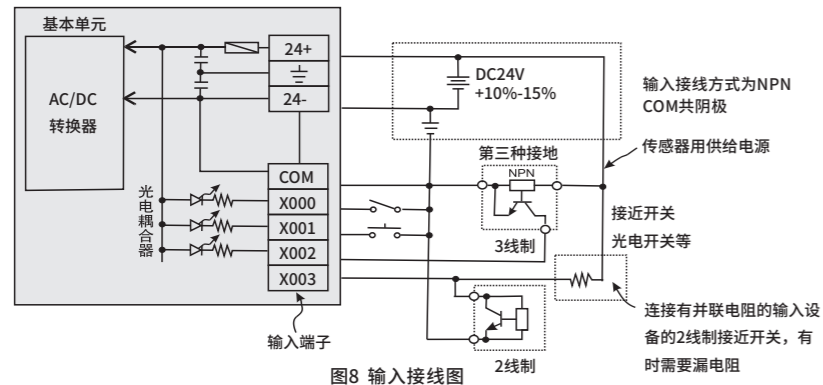 基本单元
AC/DC
转换器
24+
24-
COM
X000
X001
X002
X003
光电耦合器
输入端子
DC24V
+10%-15%
第三种接地
NPN
3线制
2线制
输入接线方式为NPN
COM共阴极
传感器用供给电源
接近开关
光电开关等
连接有并联电阻的输入设
备的2线制接近开关，有
时需要漏电阻
图8 输入接线图